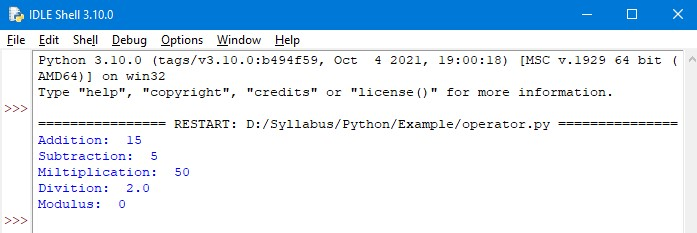 IDLE Shell 3.10.0
File Edit Shell Debug Options Window Help
Python 3.10.0 (tags/v3.10.0:b494f59, Oct  4 2021, 19:00:18) [MSC v.1929 64 bit (
AMD64)] on win32
Type "help", "copyright", "credits" or "license()" for more information.
>>>
================ RESTART: D:/Syllabus/Python/Example/operator.py ===============
Addition:  15
Subtraction:  5
Miltiplication:  50
Divition:  2.0
Modulus:  0
>>>